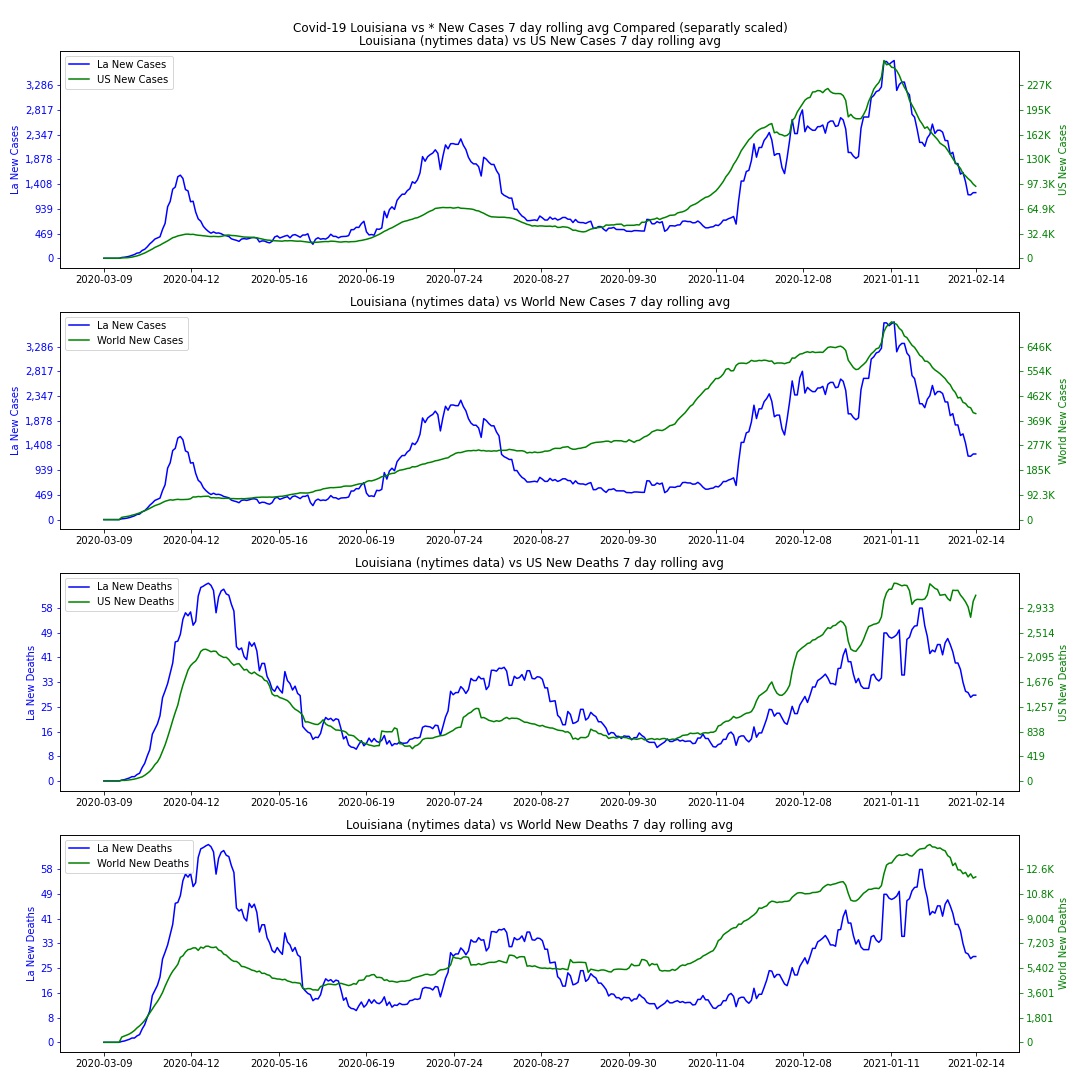 Covid-19 Louisiana vs * New Cases 7 day rolling avg Compared (separatly scaled)
Louisiana (nytimes data) vs US New Cases 7 day rolling avg
La New Cases
US New Cases
3,286
2,817
2,347
1,878
1,408
939
469
0
La New Cases
227K
195K
162K
130K
97.3K
64.9K
32.4K
0
US New Cases
2020-03-09 2020-04-12 2020-05-16 2020-06-19 2020-07-24 2020-08-27 2020-09-30 2020-11-04 2020-12-08 2021-01-11 2021-02-14
Louisiana (nytimes data) vs World New Cases 7 day rolling avg
La New Cases
World New Cases
3,286
2,817
2,347
1,878
1,408
939
469
0
La New Cases
646K
554K
462K
369K
277K
185K
92.3K
0
World New Cases
2020-03-09 2020-04-12 2020-05-16 2020-06-19 2020-07-24 2020-08-27 2020-09-30 2020-11-04 2020-12-08 2021-01-11 2021-02-14
Louisiana (nytimes data) vs US New Deaths 7 day rolling avg
La New Deaths
US New Deaths
58
49
41
33
25
16
8
0
La New Deaths
2,933
2,514
2,095
1,676
1,257
838
419
0
US New Deaths
2020-03-09 2020-04-12 2020-05-16 2020-06-19 2020-07-24 2020-08-27 2020-09-30 2020-11-04 2020-12-08 2021-01-11 2021-02-14
Louisiana (nytimes data) vs World New Deaths 7 day rolling avg
La New Deaths
World New Deaths
58
49
41
33
25
16
8
0
La New Deaths
12.6K
10.8K
9,004
7,203
5,402
3,601
1,801
0
World New Deaths
2020-03-09 2020-04-12 2020-05-16 2020-06-19 2020-07-24 2020-08-27 2020-09-30 2020-11-04 2020-12-08 2021-01-11 2021-02-14